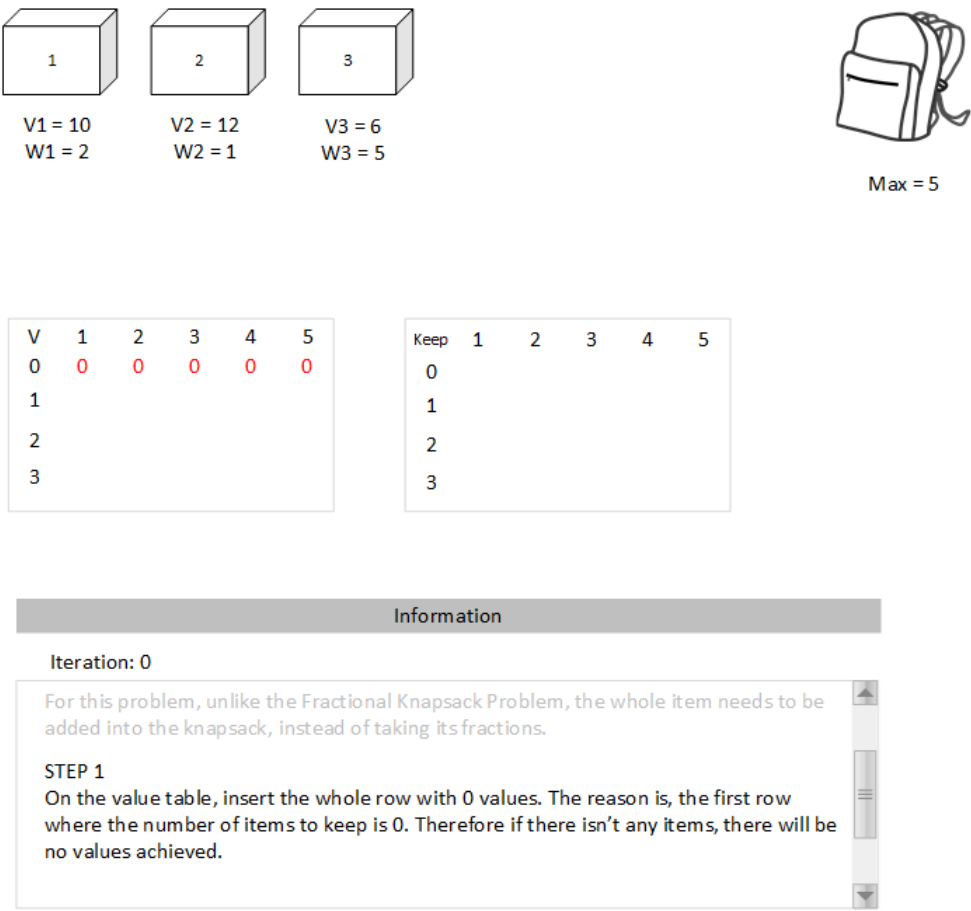 1 2 3
V1 = 10 V2 = 12 V3 = 6
W1 = 2 W2 = 1 W3 = 5
Max = 5
V 1 2 3 4 5
0 0 0 0 0 0
1
2
3
Keep 1 2 3 4 5
0
1
2
3
Information
Iteration: 0
For this problem, unlike the Fractional Knapsack Problem, the whole item needs to be
added into the knapsack, instead of taking its fractions.
STEP 1
On the value table, insert the whole row with 0 values. The reason is, the first row
where the number of items to keep is 0. Therefore if there isn’t any items, there will be
no values achieved.